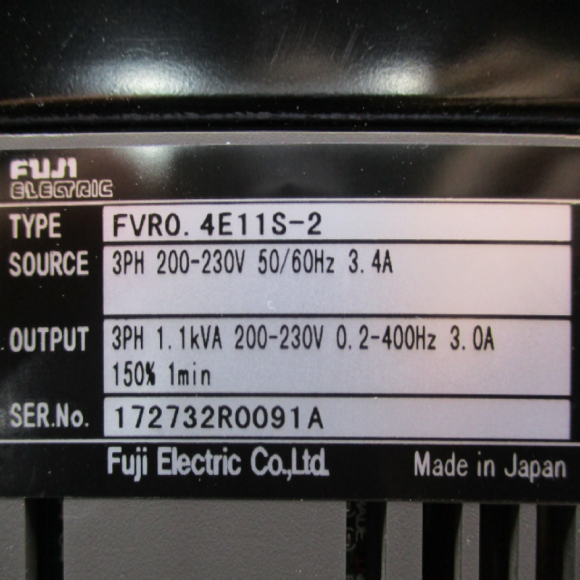 FUJI
ELECTRIC
TYPE FVR0.4E11S-2
SOURCE 3PH 200-230V 50/60Hz 3.4A
OUTPUT 3PH 1.1kVA 200-230V 0.2-400Hz 3.0A
150% 1min
SER.No. 172732R0091A
Fuji Electric Co.,Ltd. Made in Japan